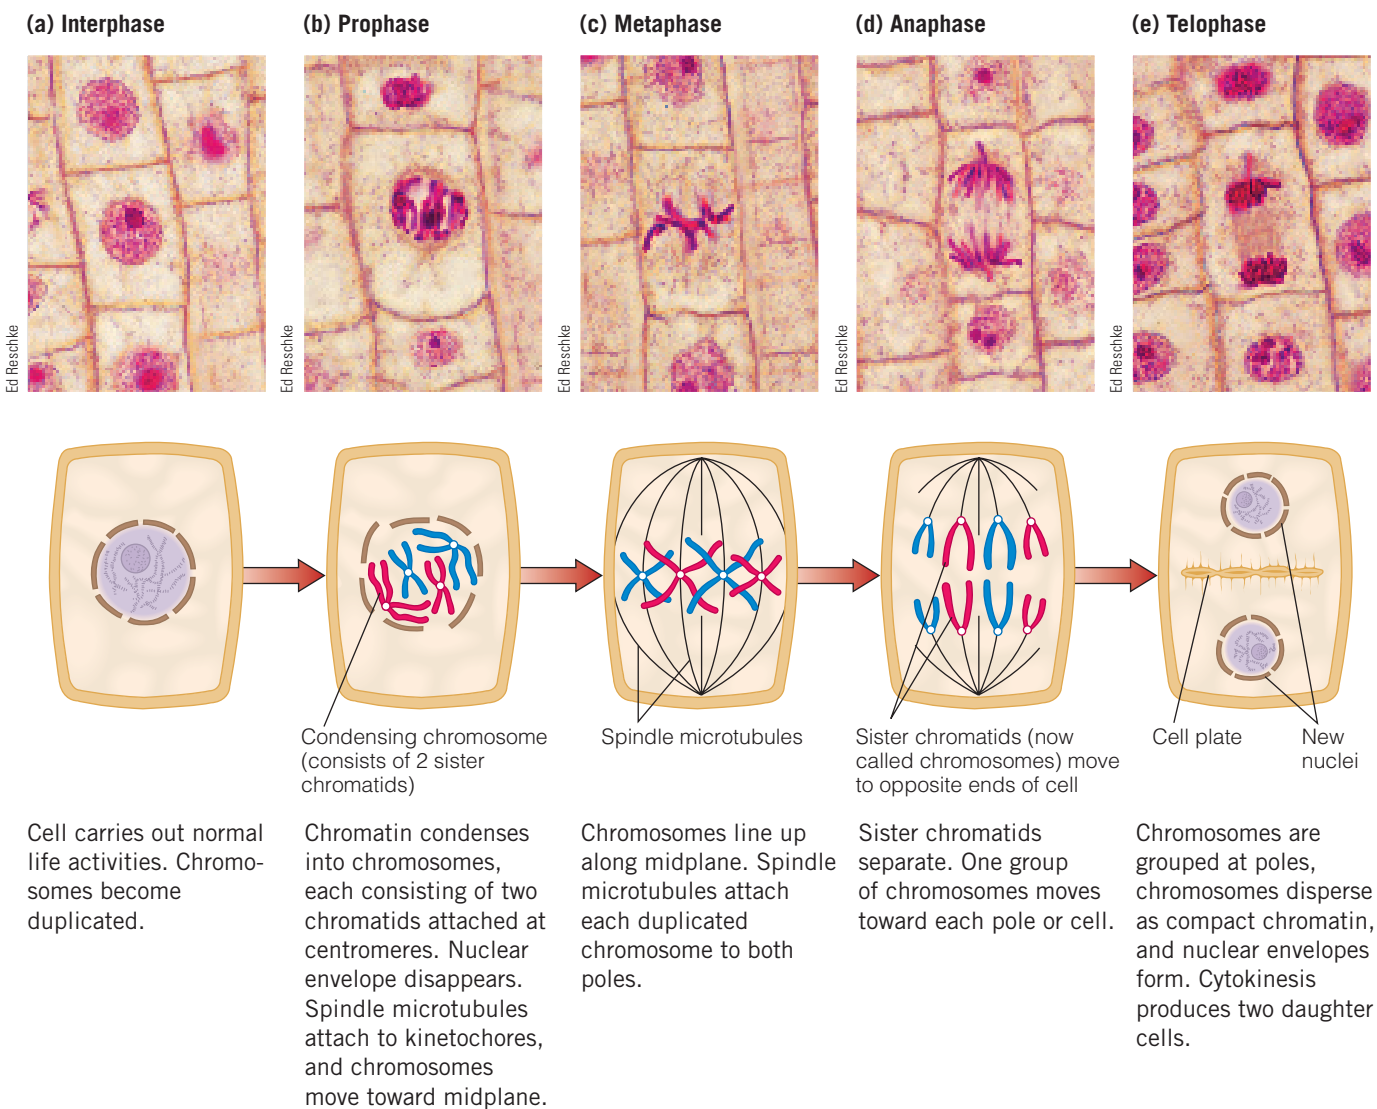 (a) Interphase
(b) Prophase
(c) Metaphase
(d) Anaphase
(e) Telophase
Ed Reschke
Ed Reschke
Ed Reschke
Ed Reschke
Ed Reschke
Condensing chromosome
(consists of 2 sister
chromatids)
Spindle microtubules
Sister chromatids (now
called chromosomes) move
to opposite ends of cell
Cell plate
New
nuclei
Cell carries out normal
life activities. Chromo-
somes become
duplicated.
Chromatin condenses
into chromosomes,
each consisting of two
chromatids attached at
centromeres. Nuclear
envelope disappears.
Spindle microtubules
attach to kinetochores,
and chromosomes
move toward midplane.
Chromosomes line up
along midplane. Spindle
microtubules attach
each duplicated
chromosome to both
poles.
Sister chromatids
separate. One group
of chromosomes moves
toward each pole or cell.
Chromosomes are
grouped at poles,
chromosomes disperse
as compact chromatin,
and nuclear envelopes
form. Cytokinesis
produces two daughter
cells.